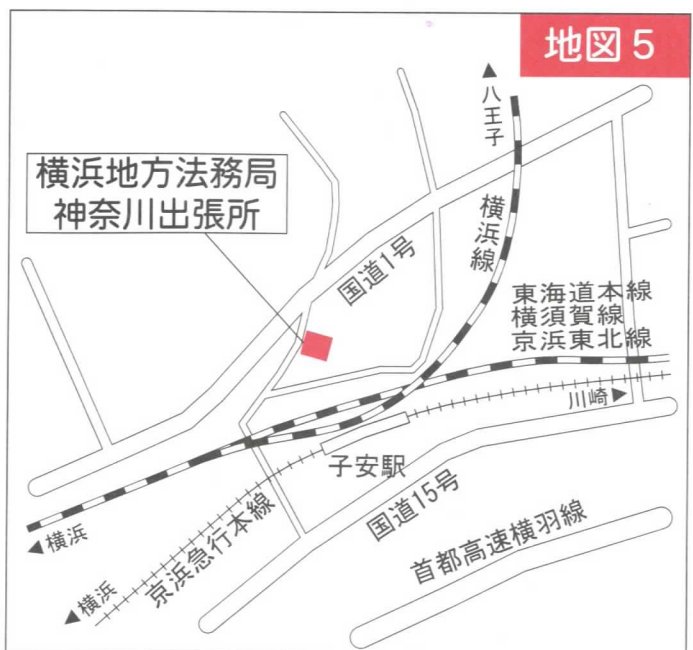 地図5
▲八王子
横浜地方法務局
神奈川出張所
国道1号
横浜線
東海道本線
横須賀線
京浜東北線
川崎▶
子安駅
◀横浜
京浜急行本線
国道15号
首都高速横羽線
◀横浜